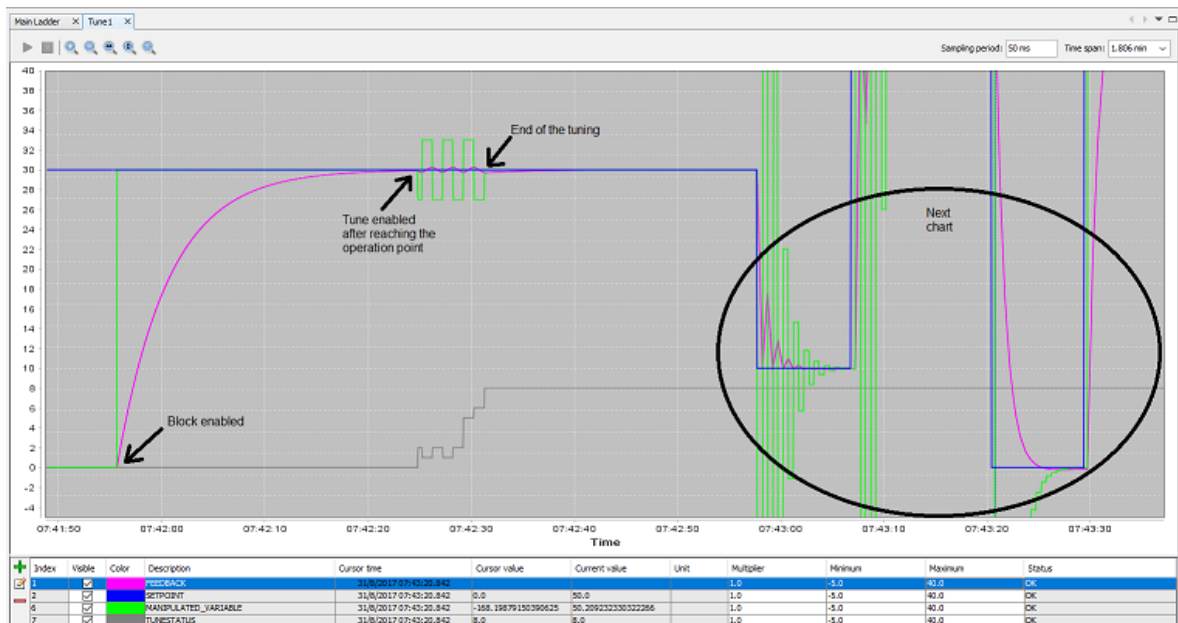 Main Ladder
Tune1
Sampling period: 50 ms Time span: 1.806 min
40
38
36
34
32
30
28
26
24
22
20
18
16
14
12
10
8
6
4
2
0
-2
-4
End of the tuning
Tune enabled
after reaching the
operation point
Next
chart
Block enabled
07:41:50 07:42:00 07:42:10 07:42:20 07:42:30 07:42:40 07:42:50 07:43:00 07:43:10 07:43:20 07:43:30
Time
Index Visible Color Description Cursor time Cursor value Current value Unit Multiplier Minimum Maximum Status
1 FEEDBACK 31/8/2017 07:43:20.842 1.0 -5.0 40.0 OK
2 SETPOINT 31/8/2017 07:43:20.842 0.0 50.0 1.0 -5.0 40.0 OK
6 MANIPULATED_VARIABLE 31/8/2017 07:43:20.842 -168.19879150390625 50.209232330322266 1.0 -5.0 40.0 OK
7 TUNESTATUS 31/8/2017 07:43:20.842 8.0 8.0 1.0 -5.0 40.0 OK